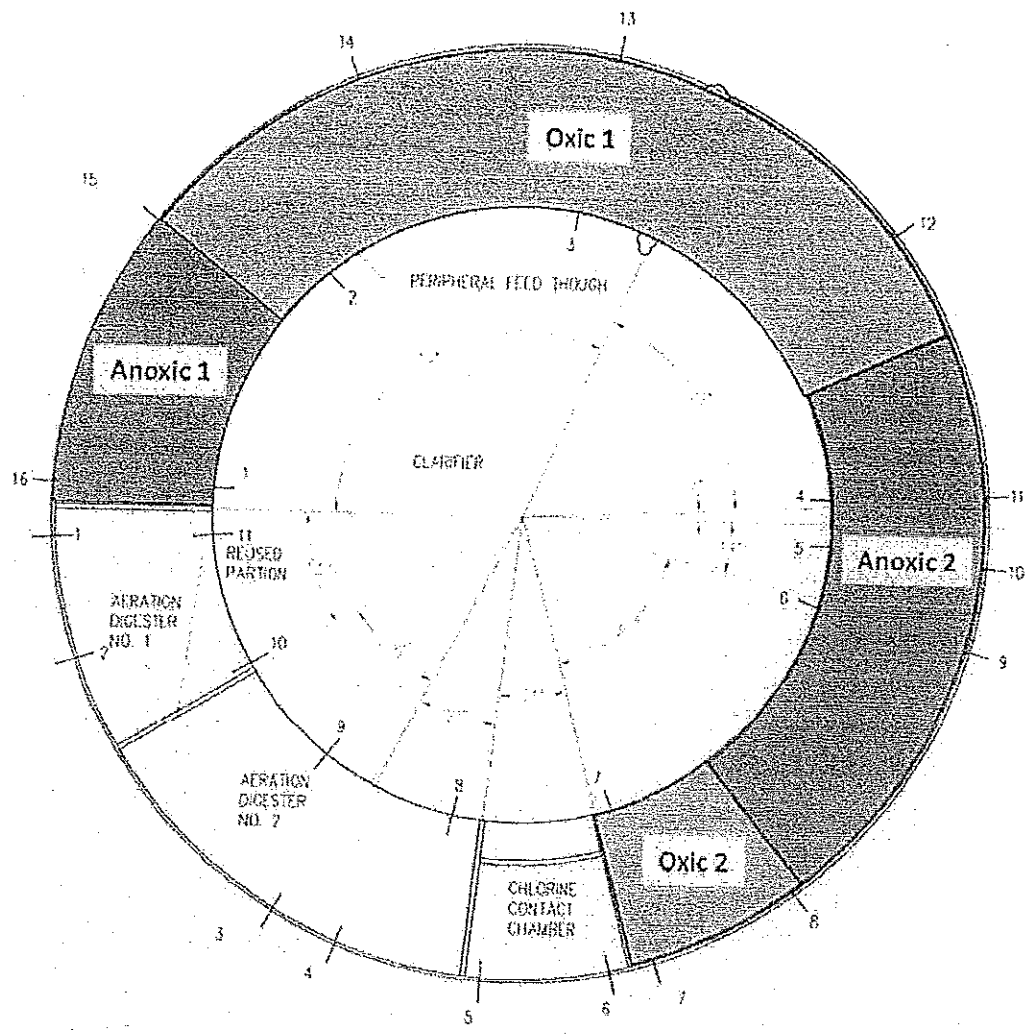 13
14
Oxic 1
15
12
3
2
PERIPHERAL FEED THOUGH
Anoxic 1
CLARIFIER
16
1
4
11
1
11
REUSED
PARTION
5
Anoxic 2
10
6
AERATION
DIGESTER
NO. 1
2
10
9
9
AERATION
DIGESTER
NO. 2
8
7
Oxic 2
CHLORINE
CONTACT
CHAMBER
8
3
4
5
6
7